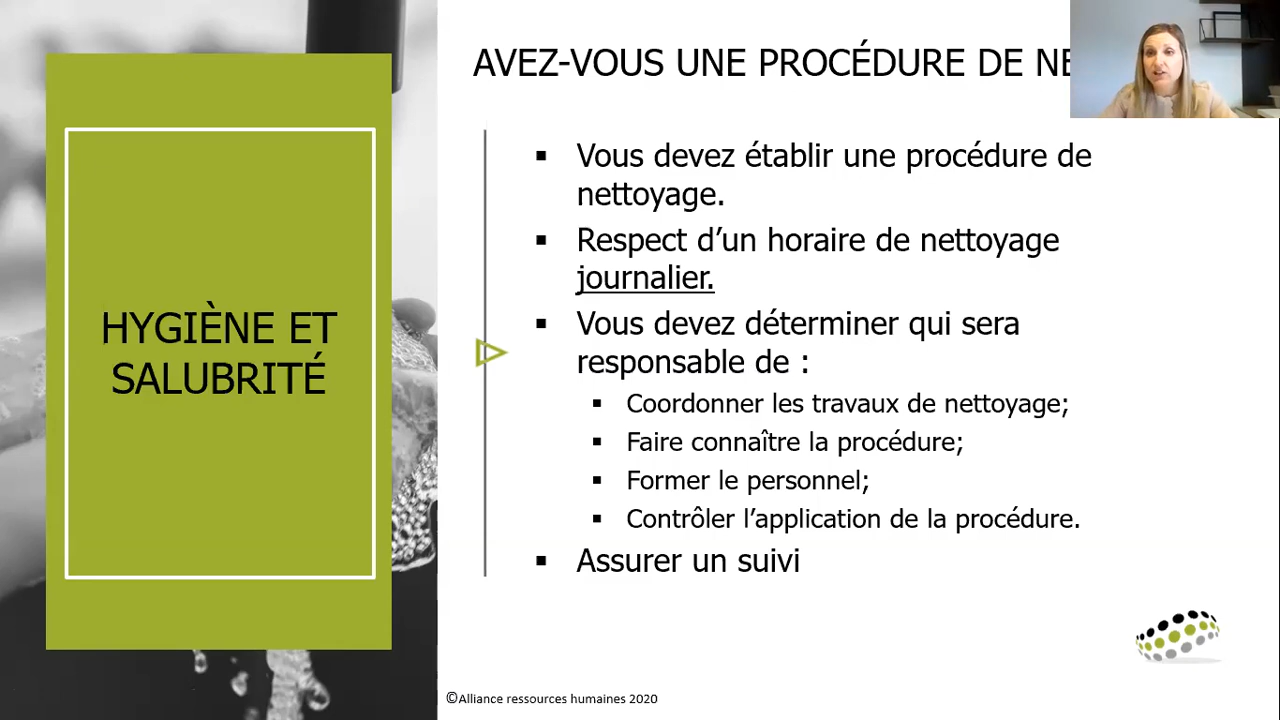 AVEZ-VOUS UNE PROCÉDURE DE
Vous devez établir une procédure de
nettoyage.
Respect d’un horaire de nettoyage
journalier.
Vous devez déterminer qui sera
responsable de :
Coordonner les travaux de nettoyage;
Faire connaître la procédure;
Former le personnel;
Contrôler l’application de la procédure.
Assurer un suivi
HYGIÈNE ET
SALUBRITÉ
©Alliance ressources humaines 2020